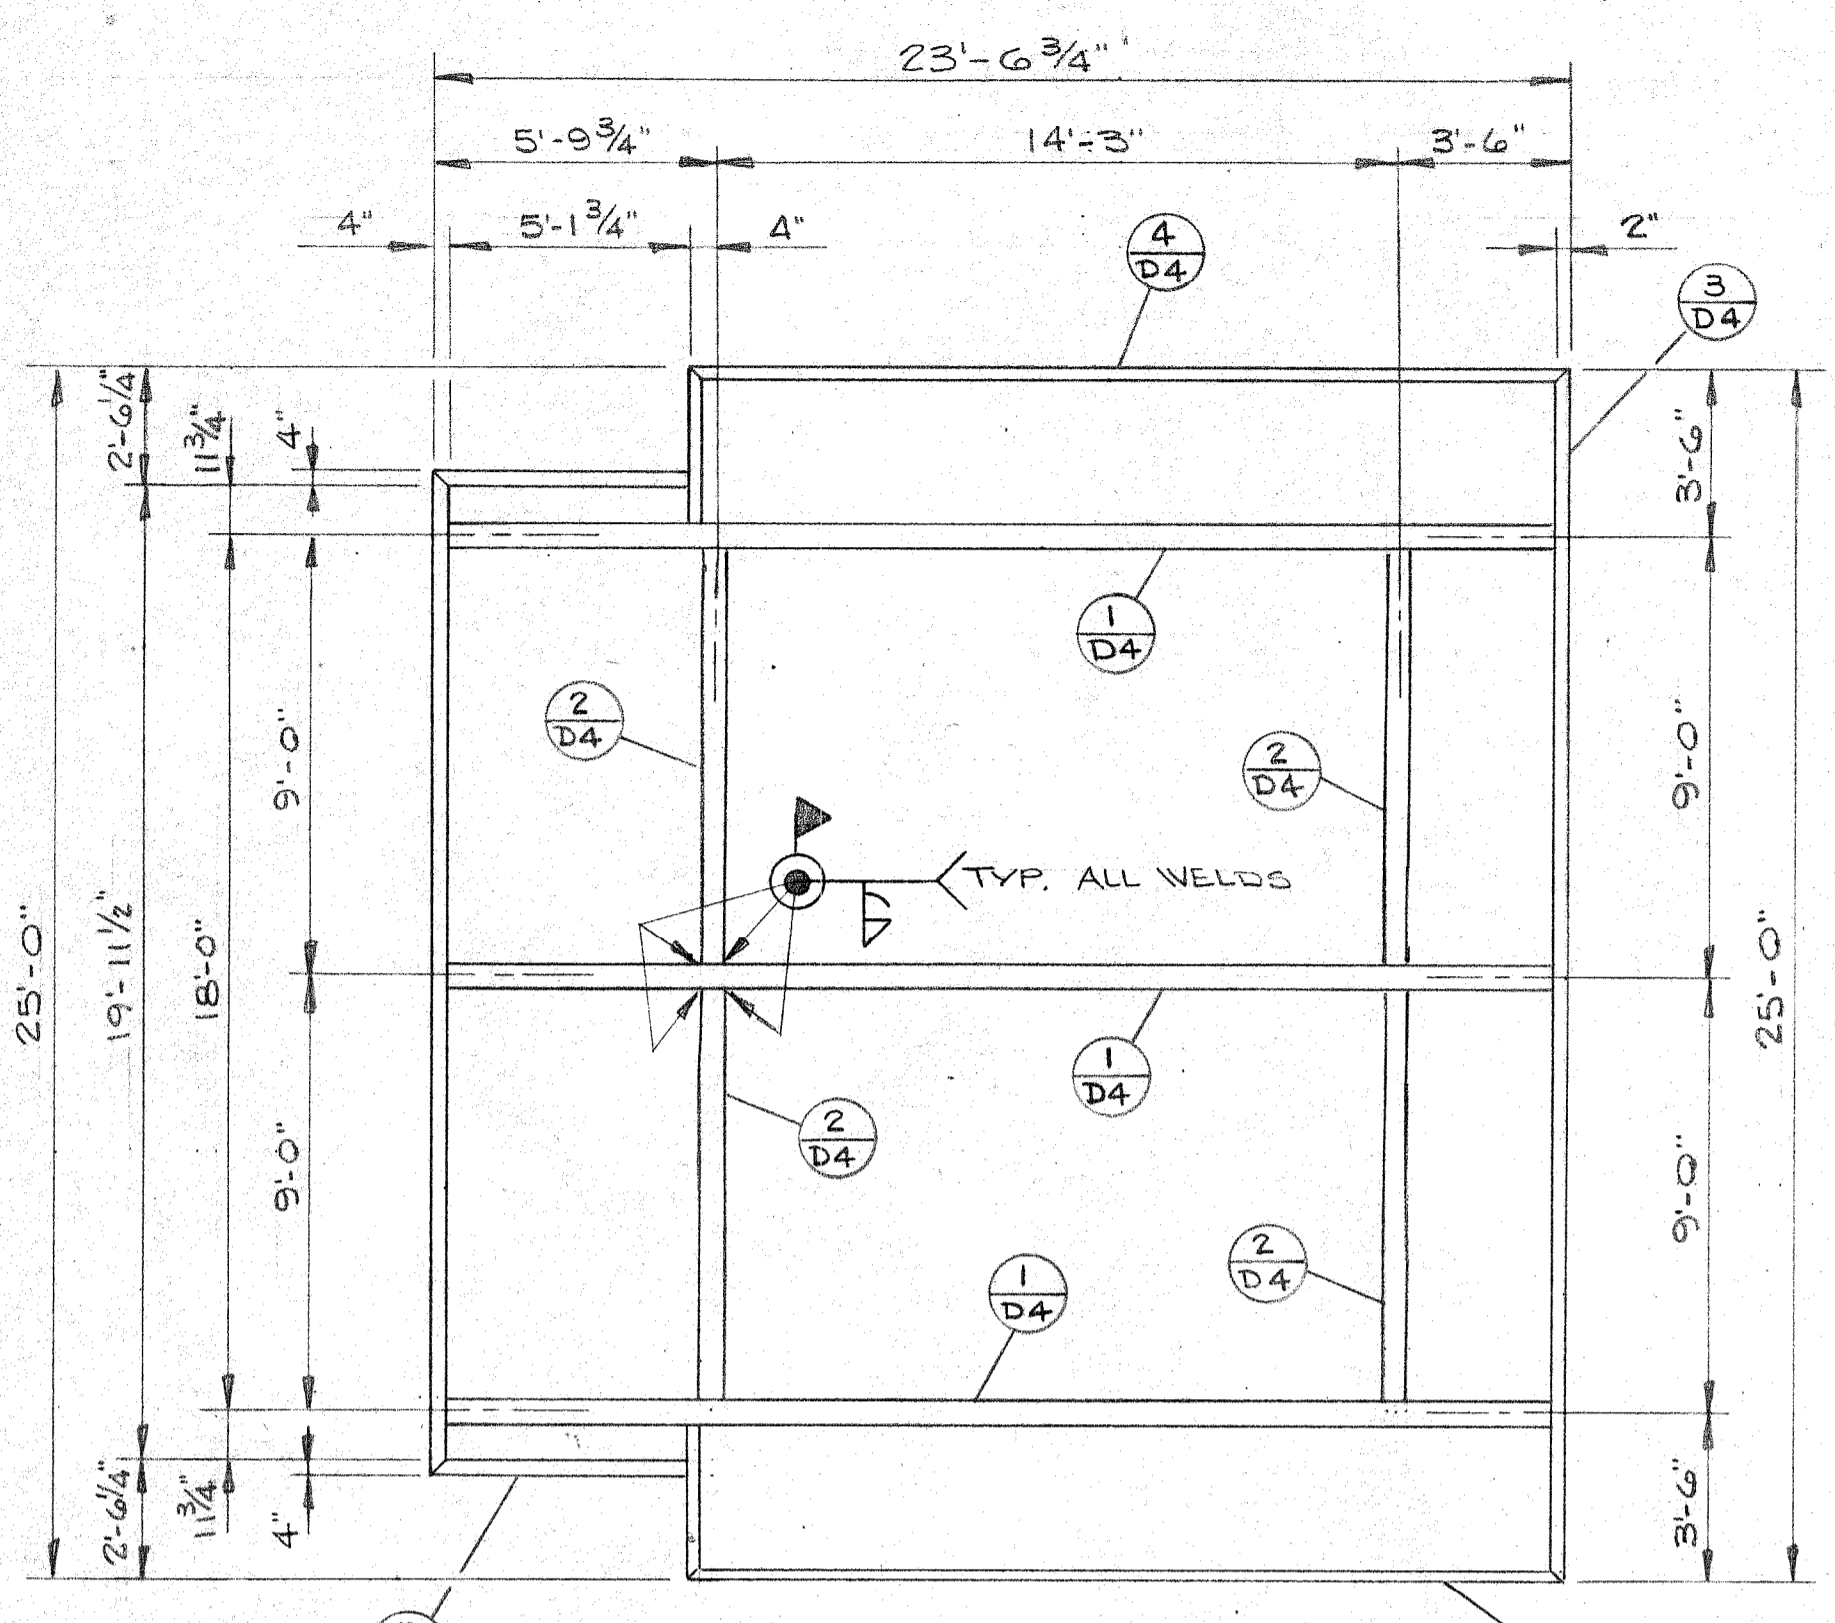 23'-6 3/4"
5'-9 3/4" 14'-3" 3'-6"
4" 5'-1 3/4" 4" 2"
4
D4
3
D4
2'-6 1/4"
11 3/4"
4"
3'-6"
1
D4
2
D4
2
D4
9'-0"
9'-0"
TYP. ALL WELDS
25'-0"
19'-11 1/2"
18'-0"
25'-0"
1
D4
2
D4
9'-0"
9'-0"
1
D4
2
D4
2'-6 1/4"
11 3/4"
4"
3'-6"